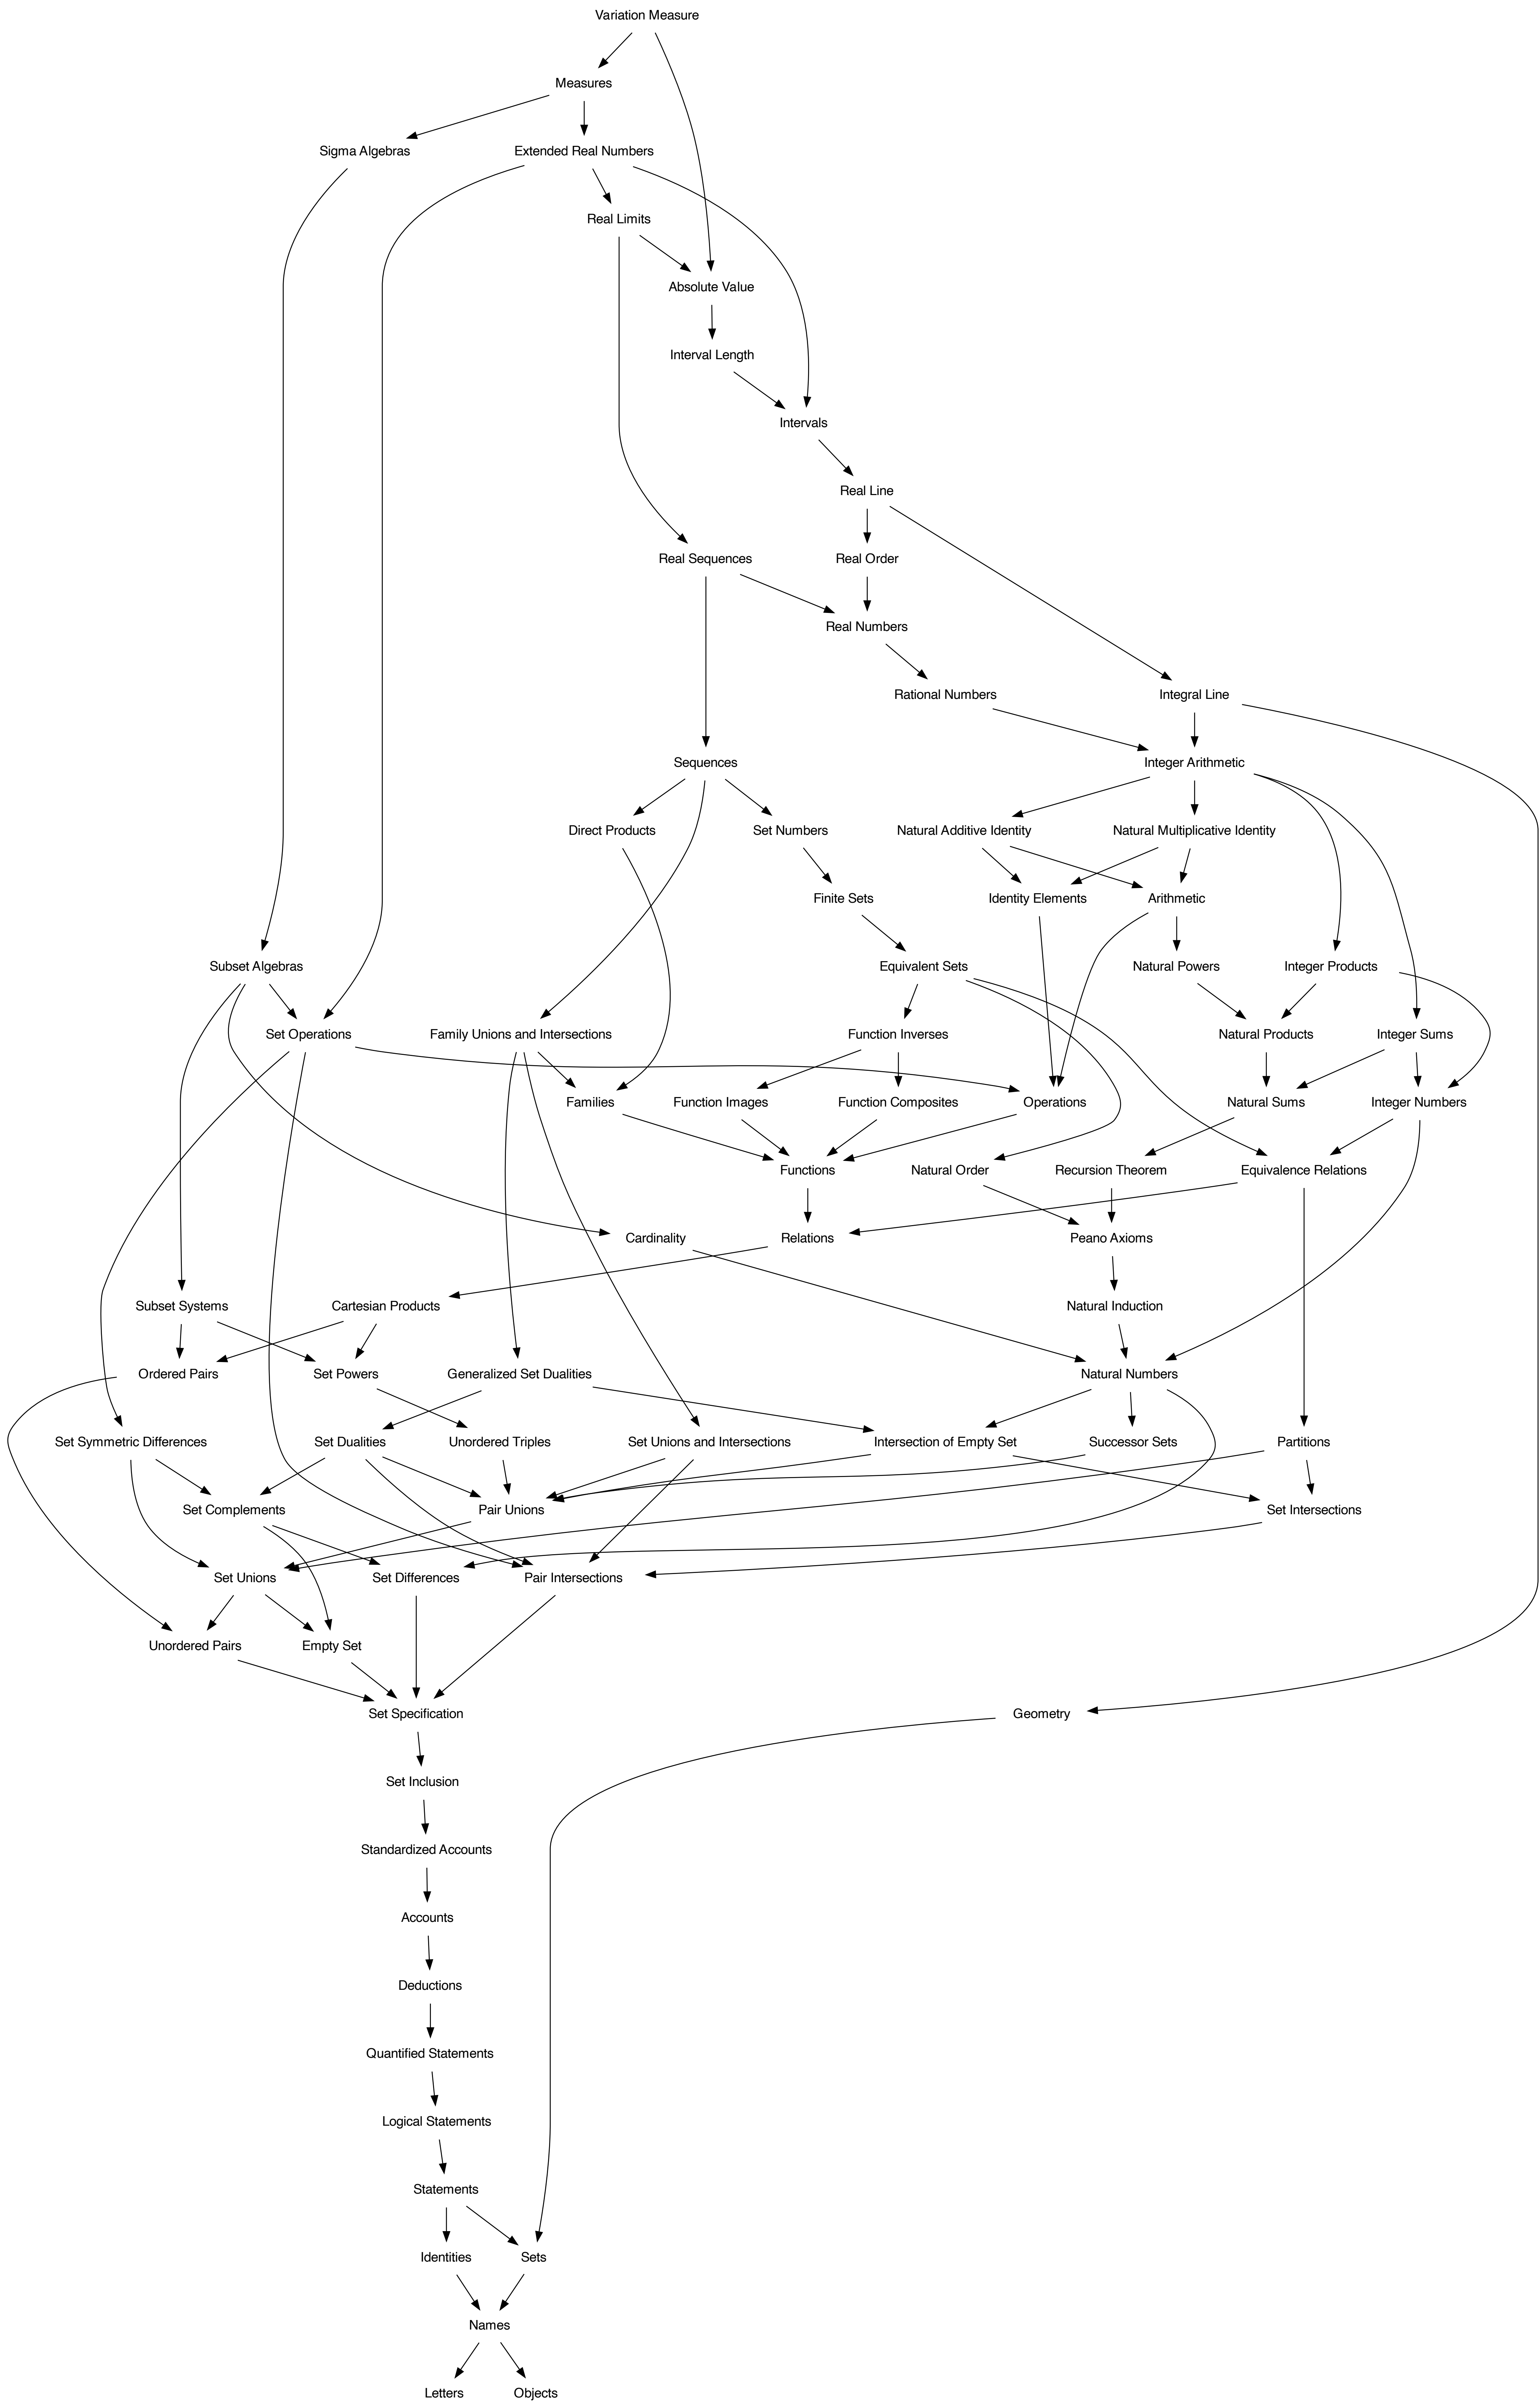 Variation Measure
Measures
Sigma Algebras
Extended Real Numbers
Real Limits
Absolute Value
Interval Length
Intervals
Real Line
Real Sequences
Real Order
Real Numbers
Rational Numbers
Integral Line
Sequences
Integer Arithmetic
Direct Products
Set Numbers
Natural Additive Identity
Natural Multiplicative Identity
Finite Sets
Identity Elements
Arithmetic
Subset Algebras
Equivalent Sets
Natural Powers
Integer Products
Set Operations
Family Unions and Intersections
Function Inverses
Natural Products
Integer Sums
Families
Function Images
Function Composites
Operations
Natural Sums
Integer Numbers
Functions
Natural Order
Recursion Theorem
Equivalence Relations
Cardinality
Relations
Peano Axioms
Subset Systems
Cartesian Products
Natural Induction
Ordered Pairs
Set Powers
Generalized Set Dualities
Natural Numbers
Set Symmetric Differences
Set Dualities
Unordered Triples
Set Unions and Intersections
Intersection of Empty Set
Successor Sets
Partitions
Set Complements
Pair Unions
Set Intersections
Set Unions
Set Differences
Pair Intersections
Unordered Pairs
Empty Set
Set Specification
Geometry
Set Inclusion
Standardized Accounts
Accounts
Deductions
Quantified Statements
Logical Statements
Statements
Identities
Sets
Names
Letters
Objects